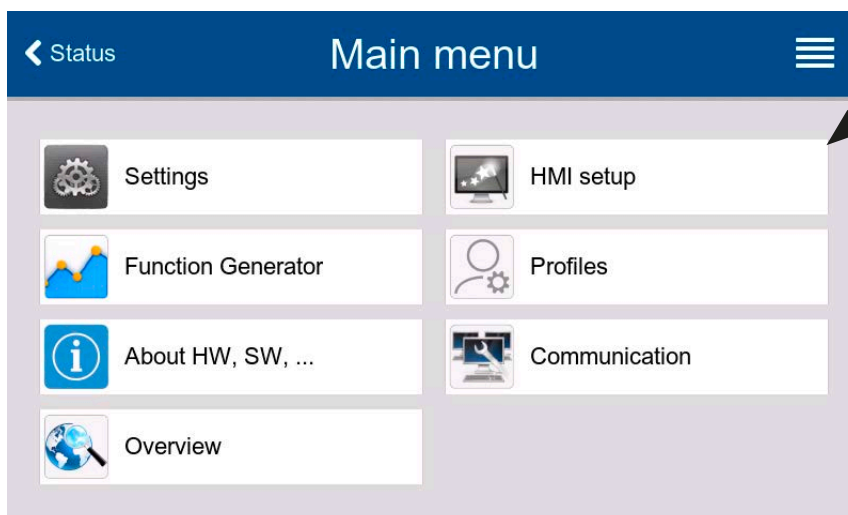 Status
Main menu
Settings
HMI setup
Function Generator
Profiles
About HW, SW, ...
Communication
Overview